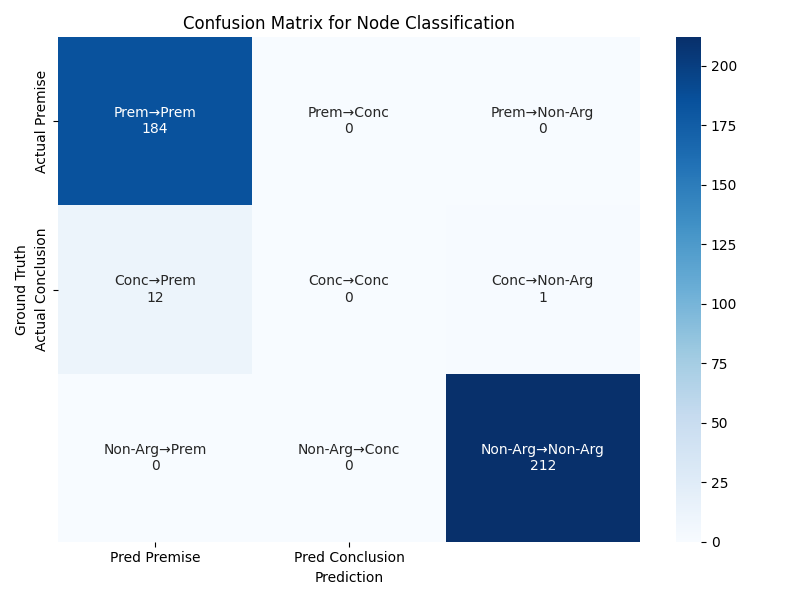 Confusion Matrix for Node Classification
Ground Truth
Actual Premise
Actual Conclusion
Prem→Prem
184
Prem→Conc
0
Prem→Non-Arg
0
Conc→Prem
12
Conc→Conc
0
Conc→Non-Arg
1
Non-Arg→Prem
0
Non-Arg→Conc
0
Non-Arg→Non-Arg
212
Pred Premise
Pred Conclusion
Prediction
200
175
150
125
100
75
50
25
0